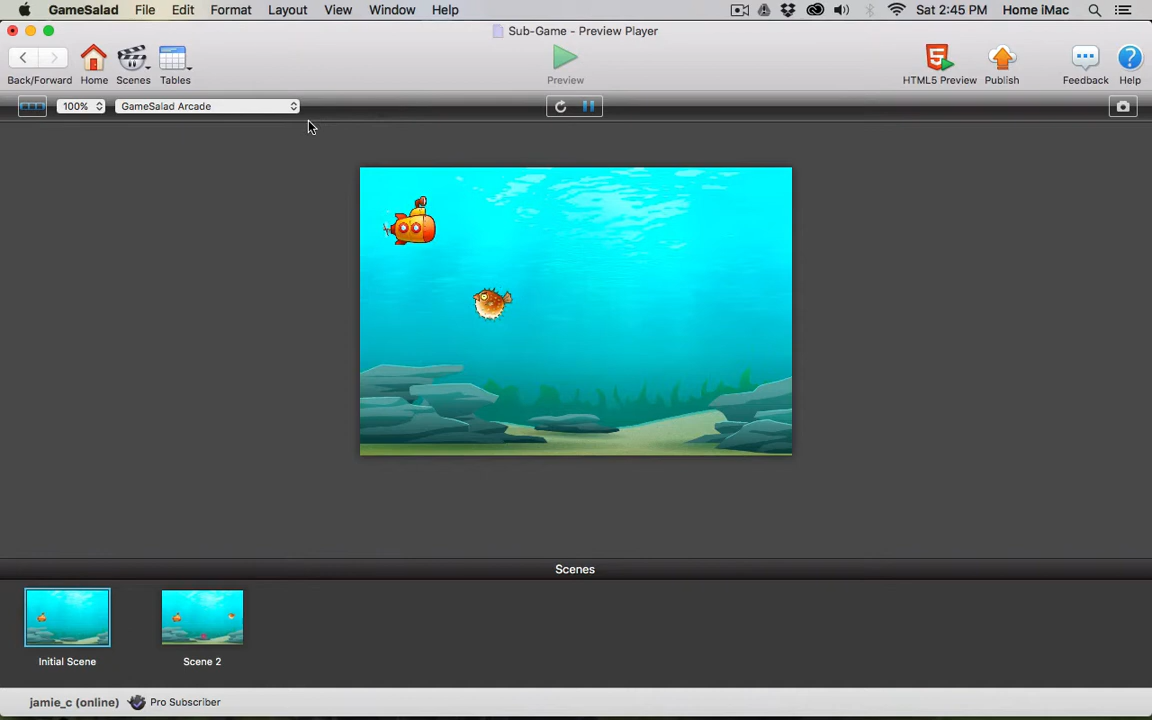 GameSalad File Edit Format Layout View Window Help Sat 2:45 PM Home iMac
Sub-Game - Preview Player
Back/Forward Home Scenes Tables Preview HTML5 Preview Publish Feedback Help
100% GameSalad Arcade
Scenes
Initial Scene Scene 2
jamie_c (online) Pro Subscriber